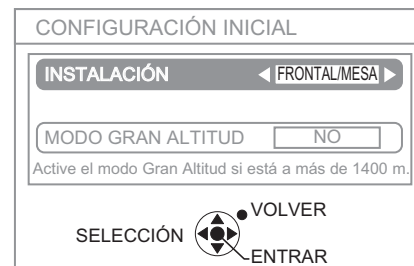 CONFIGURACIÓN INICIAL
INSTALACIÓN FRONTAL/MESA
MODO GRAN ALTITUD NO
Active el modo Gran Altitud si está a más de 1400 m.
VOLVER
SELECCIÓN
ENTRAR